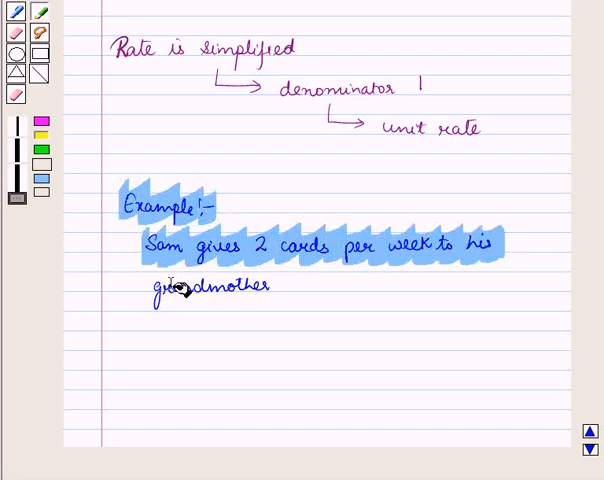 Rate is simplified
denominator 1
unit rate
Example:-
Sam gives 2 cards per week to his
grandmother